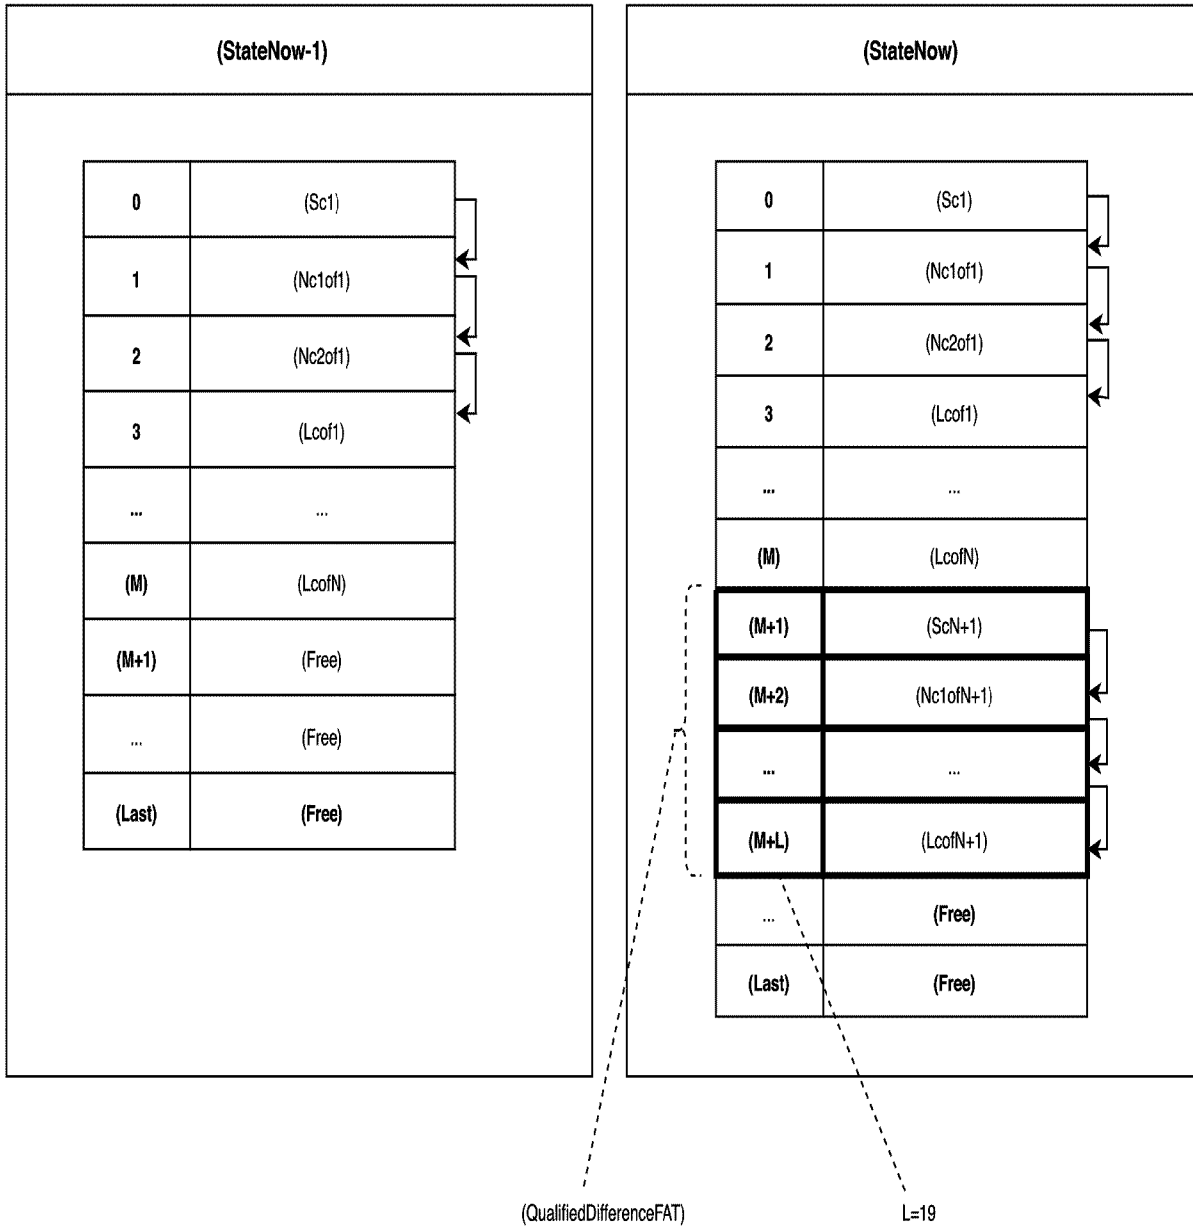 (StateNow-1)
0 (Sc1)
1 (Nc1of1)
2 (Nc2of1)
3 (Lcof1)
... ...
(M) (LcofN)
(M+1) (Free)
... (Free)
(Last) (Free)
(StateNow)
0 (Sc1)
1 (Nc1of1)
2 (Nc2of1)
3 (Lcof1)
... ...
(M) (LcofN)
(M+1) (ScN+1)
(M+2) (Nc1ofN+1)
... ...
(M+L) (LcofN+1)
... (Free)
(Last) (Free)
(QualifiedDifferenceFAT)
L=19